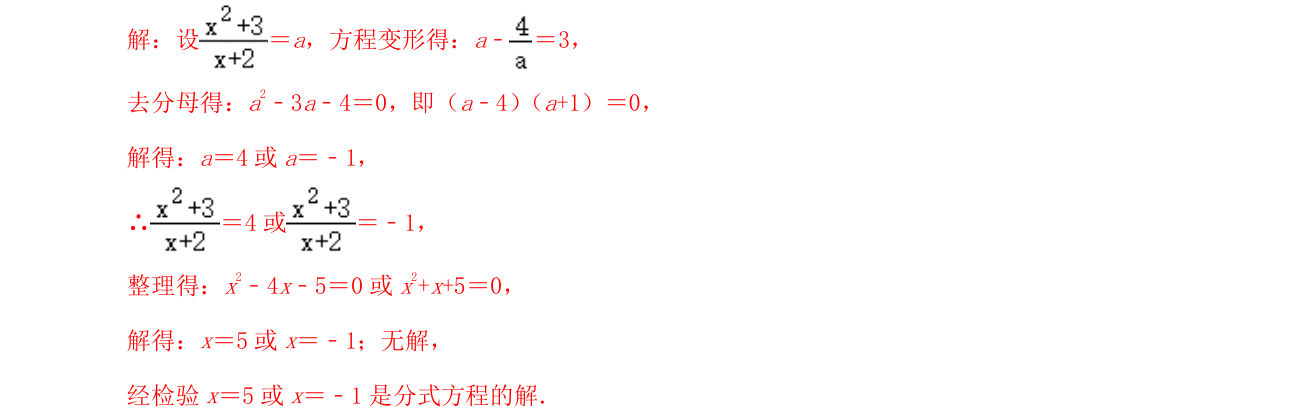 解：设(x²+3)/(x+2)＝a，方程变形得：a﹣4/a＝3，
去分母得：a²﹣3a﹣4＝0，即（a﹣4）（a+1）＝0，
解得：a＝4 或 a＝﹣1，
∴(x²+3)/(x+2)＝4 或(x²+3)/(x+2)＝﹣1，
整理得：x²﹣4x﹣5＝0 或 x²+x+5＝0，
解得：x＝5 或 x＝﹣1；无解，
经检验 x＝5 或 x＝﹣1 是分式方程的解．